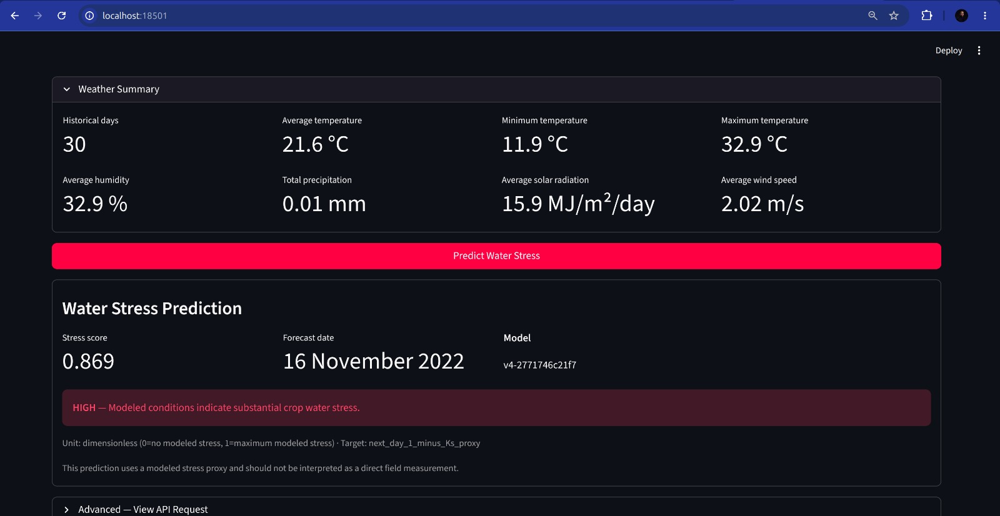 localhost:18501
Deploy
Weather Summary
Historical days
30
Average temperature
21.6 °C
Minimum temperature
11.9 °C
Maximum temperature
32.9 °C
Average humidity
32.9 %
Total precipitation
0.01 mm
Average solar radiation
15.9 MJ/m²/day
Average wind speed
2.02 m/s
Predict Water Stress
Water Stress Prediction
Stress score
0.869
Forecast date
16 November 2022
Model
v4-2771746c21f7
HIGH — Modeled conditions indicate substantial crop water stress.
Unit: dimensionless (0=no modeled stress, 1=maximum modeled stress) · Target: next_day_1_minus_Ks_proxy
This prediction uses a modeled stress proxy and should not be interpreted as a direct field measurement.
Advanced — View API Request